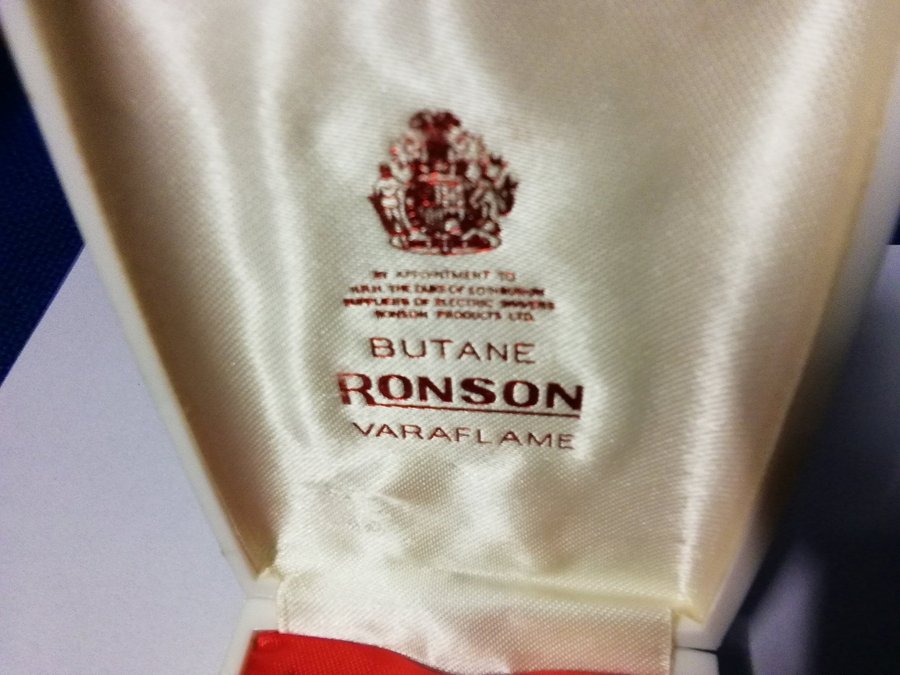 BY APPOINTMENT TO
H.R.H. THE DUKE OF EDINBURGH
SUPPLIERS OF ELECTRIC SHAVERS
RONSON PRODUCTS LTD.
BUTANE
RONSON
VARAFLAME